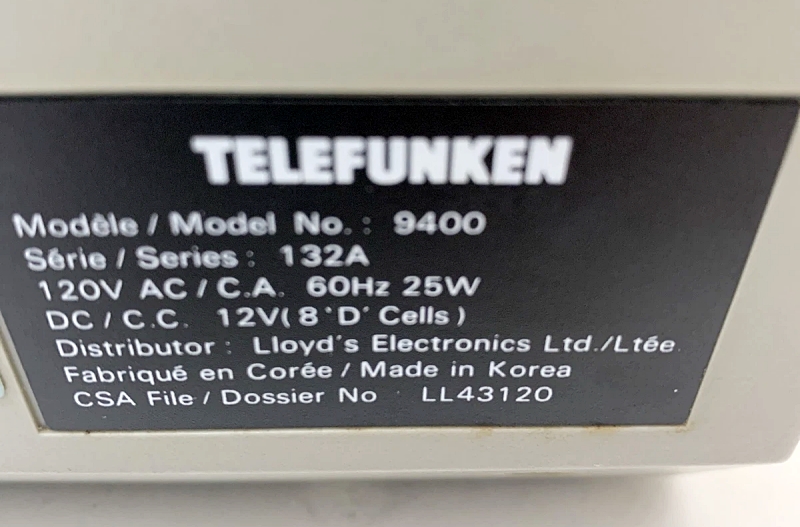 TELEFUNKEN
Modèle / Model No. : 9400
Série / Series : 132A
120V AC / C.A. 60Hz 25W
DC / C.C. 12V( 8 'D' Cells )
Distributor : Lloyd's Electronics Ltd./Ltée.
Fabriqué en Corée / Made in Korea
CSA File / Dossier No · LL43120